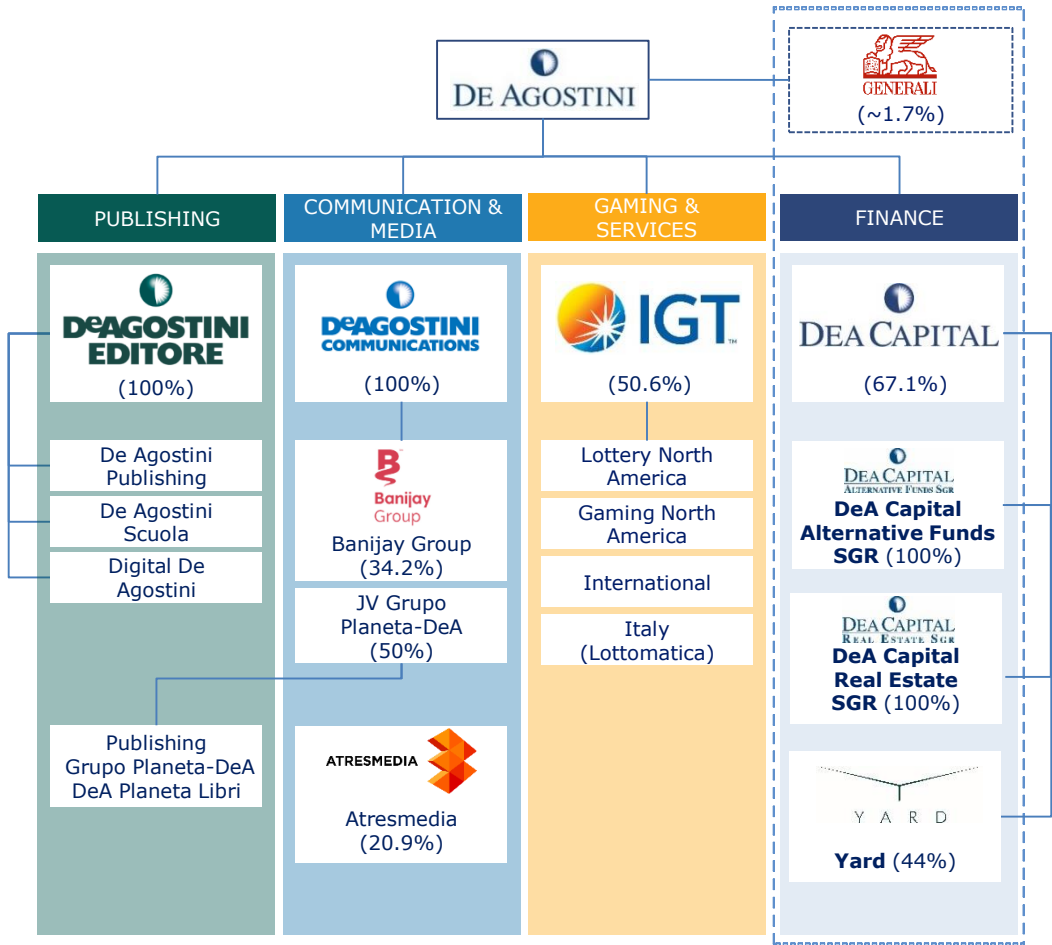 DE AGOSTINI
GENERALI
(~1.7%)
PUBLISHING
COMMUNICATION &
MEDIA
GAMING &
SERVICES
FINANCE
DeAGOSTINI
EDITORE
(100%)
De Agostini
Publishing
De Agostini
Scuola
Digital De
Agostini
Publishing
Grupo Planeta-DeA
DeA Planeta Libri
DeAGOSTINI
COMMUNICATIONS
(100%)
Banijay
Group
Banijay Group
(34.2%)
JV Grupo
Planeta-DeA
(50%)
ATRESMEDIA
Atresmedia
(20.9%)
IGT™
(50.6%)
Lottery North
America
Gaming North
America
International
Italy
(Lottomatica)
DEA CAPITAL
(67.1%)
DEA CAPITAL
ALTERNATIVE FUNDS SGR
DeA Capital
Alternative Funds
SGR (100%)
DEA CAPITAL
REAL ESTATE SGR
DeA Capital
Real Estate
SGR (100%)
YARD
Yard (44%)